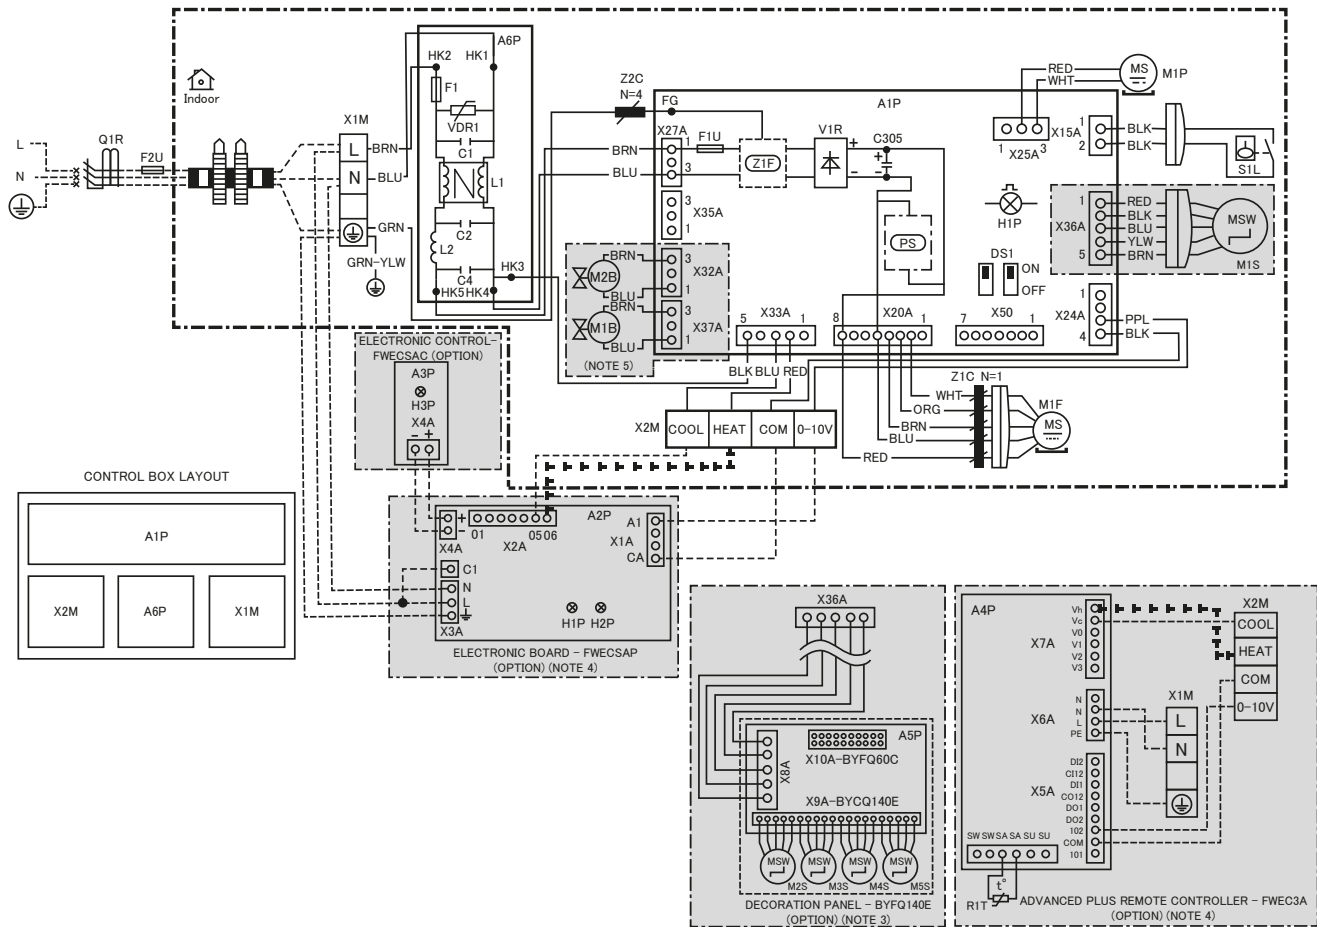 Indoor
L
N
Q1R
F2U
X1M
L
N
BRN
BLU
GRN
GRN-YLW
A6P
HK2
HK1
F1
VDR1
C1
N
L1
C2
L2
C4
HK3
HK5
HK4
Z2C
N=4
FG
A1P
X27A
1
3
F1U
Z1F
V1R
+
-
C305
+
-
BRN
BLU
X35A
3
1
PS
M2B
BRN
BLU
X32A
3
1
M1B
BRN
BLU
X37A
3
1
(NOTE 5)
X33A
5
1
BLK
BLU
RED
X20A
8
1
X50
7
1
H1P
DS1
ON
OFF
RED
WHT
MS
M1P
X25A
1
3
X15A
1
2
BLK
BLK
S1L
X36A
1
5
RED
BLK
BLU
YLW
BRN
MSW
M1S
X24A
1
4
PPL
BLK
WHT
ORG
BRN
BLU
RED
Z1C N=1
M1F
MS
X2M
COOL
HEAT
COM
0-10V
ELECTRONIC CONTROL-
FWECSAC (OPTION)
A3P
H3P
X4A
- +
CONTROL BOX LAYOUT
A1P
X2M
A6P
X1M
A2P
X4A
+
-
01
05
06
X2A
A1
X1A
CA
C1
N
L
X3A
H1P H2P
ELECTRONIC BOARD - FWECSAP
(OPTION) (NOTE 4)
X36A
A5P
X8A
X10A-BYFQ60C
X9A-BYCQ140E
MSW
MSW
MSW
MSW
M2S
M3S
M4S
M5S
DECORATION PANEL - BYFQ140E
(OPTION) (NOTE 3)
A4P
X7A
Vh
Vc
V0
V1
V2
V3
X6A
N
N
L
PE
X5A
DI2
CI12
DI1
CO12
DO1
DO2
102
COM
101
SW SW SA SA SU SU
t°
R1T
X1M
L
N
X2M
COOL
HEAT
COM
0-10V
ADVANCED PLUS REMOTE CONTROLLER - FWEC3A
(OPTION) (NOTE 4)